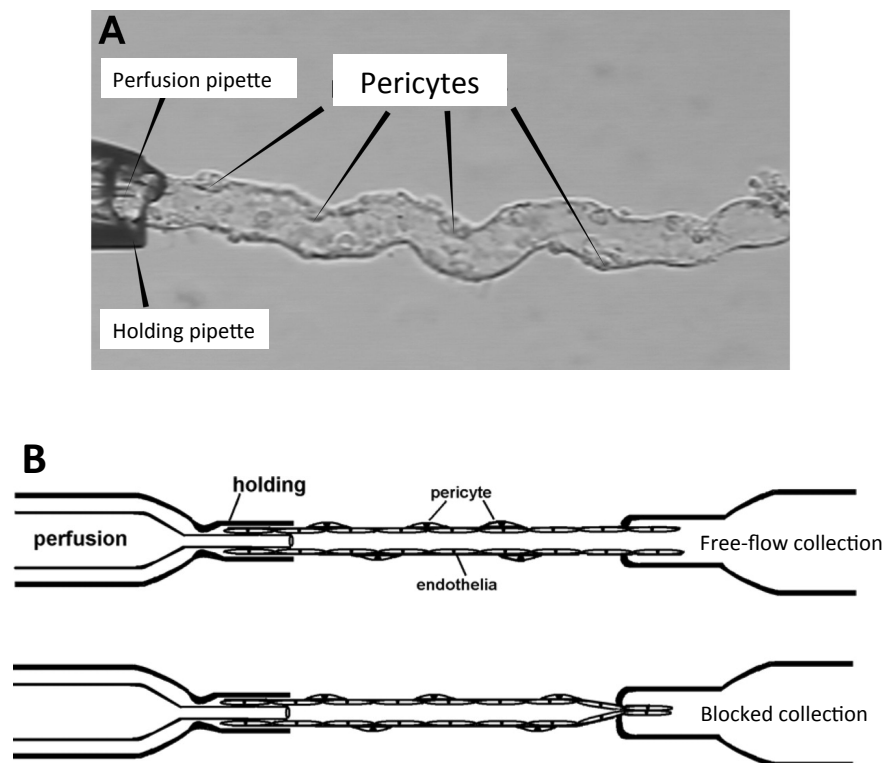 A
Perfusion pipette
Pericytes
Holding pipette
B
holding
pericyte
perfusion
Free-flow collection
endothelia
Blocked collection